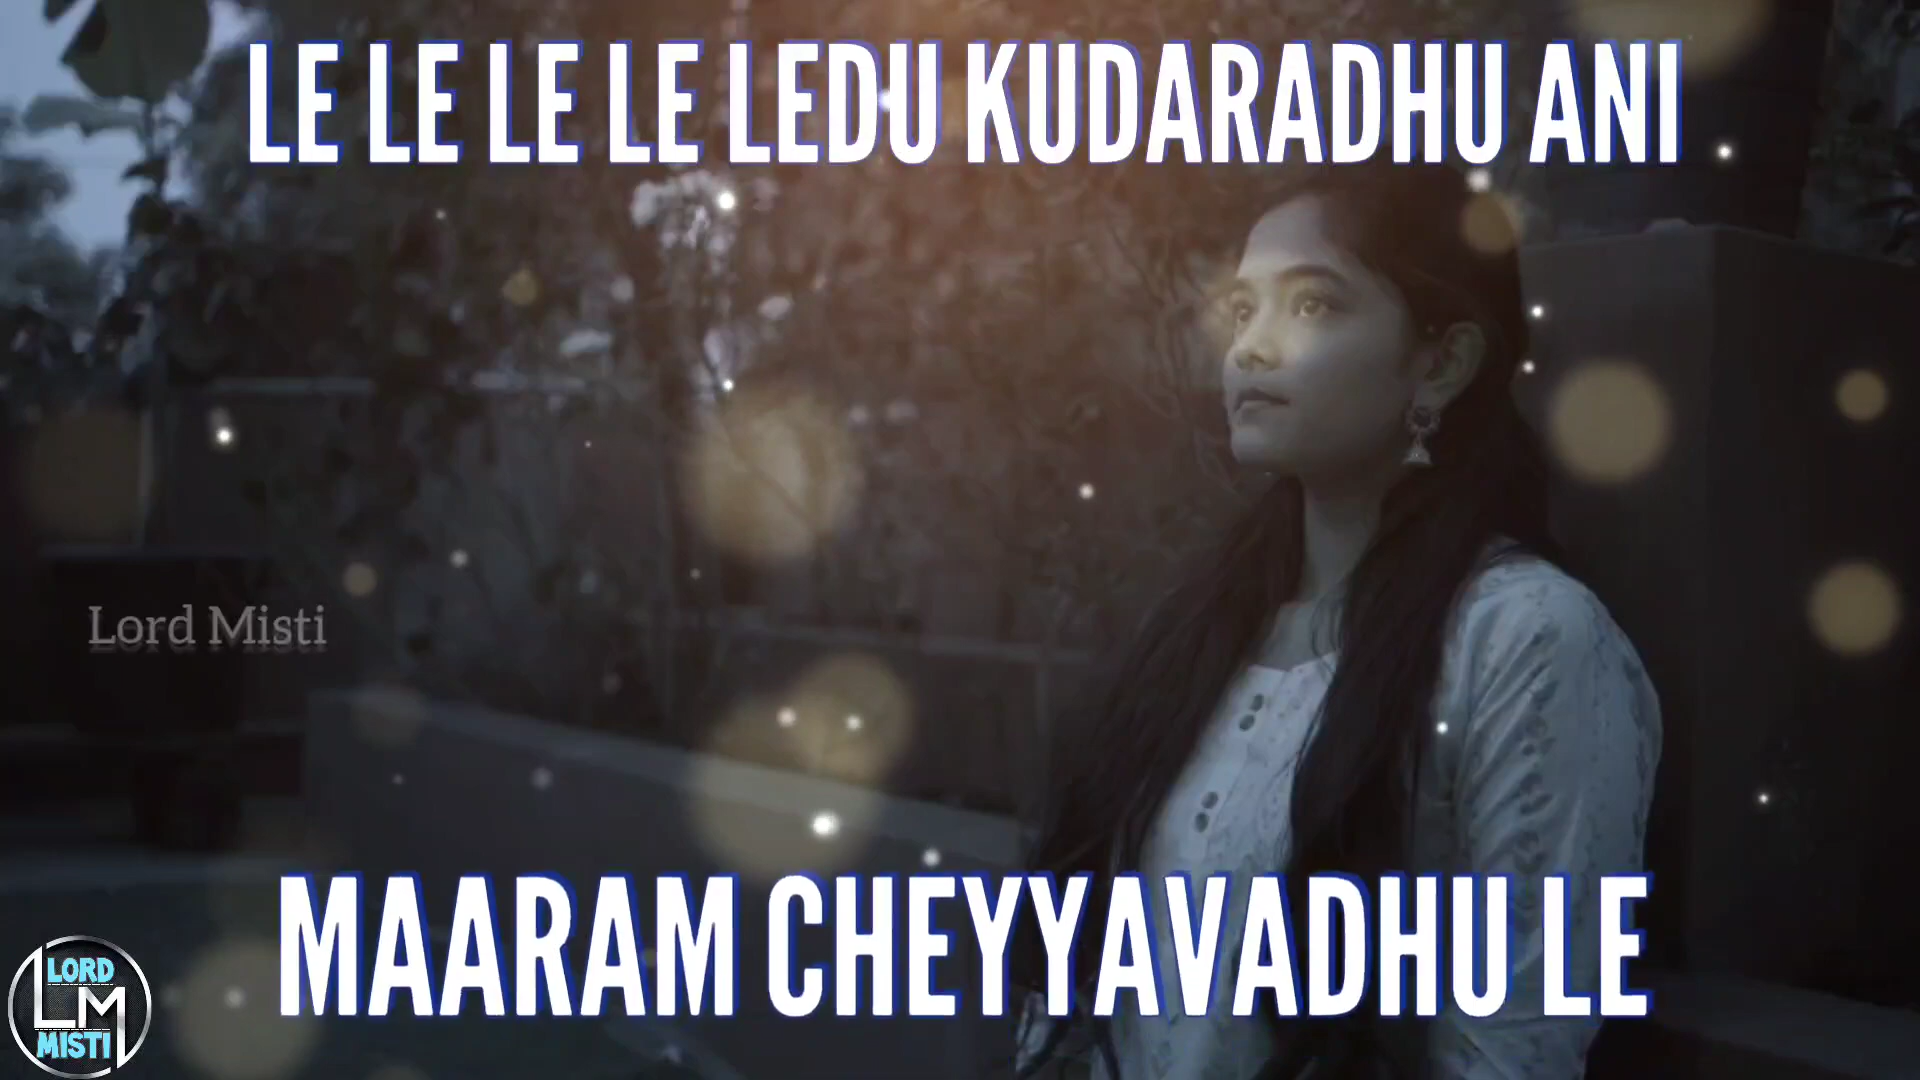 LE LE LE LE LEDU KUDARADHU ANI
Lord Misti
MAARAM CHEYYAVADHU LE
LORD
LM
MISTI